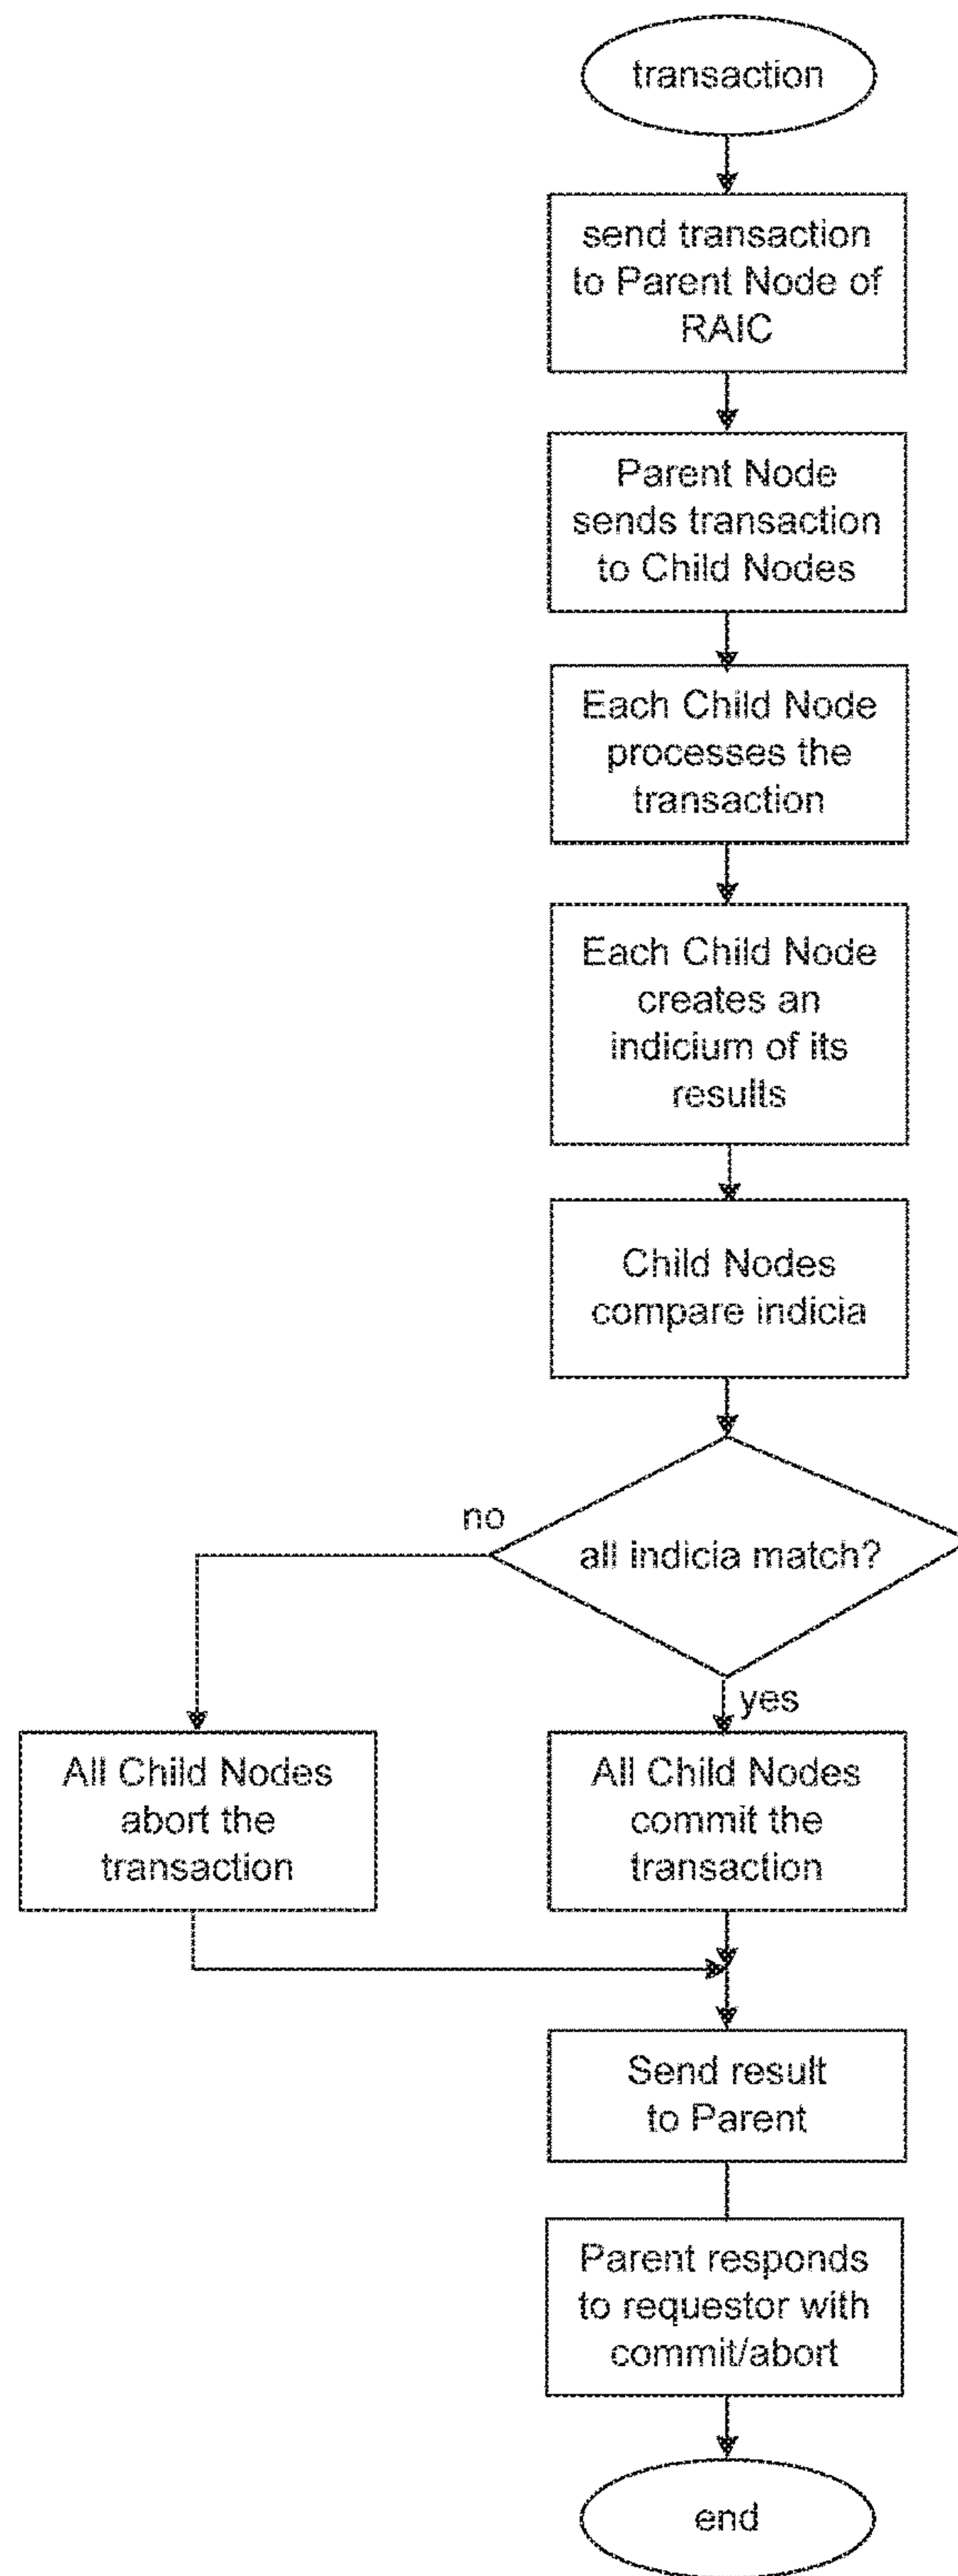 transaction
send transaction
to Parent Node of
RAIC
Parent Node
sends transaction
to Child Nodes
Each Child Node
processes the
transaction
Each Child Node
creates an
indicium of its
results
Child Nodes
compare indicia
no
all indicia match?
yes
All Child Nodes
abort the
transaction
All Child Nodes
commit the
transaction
Send result
to Parent
Parent responds
to requestor with
commit/abort
end